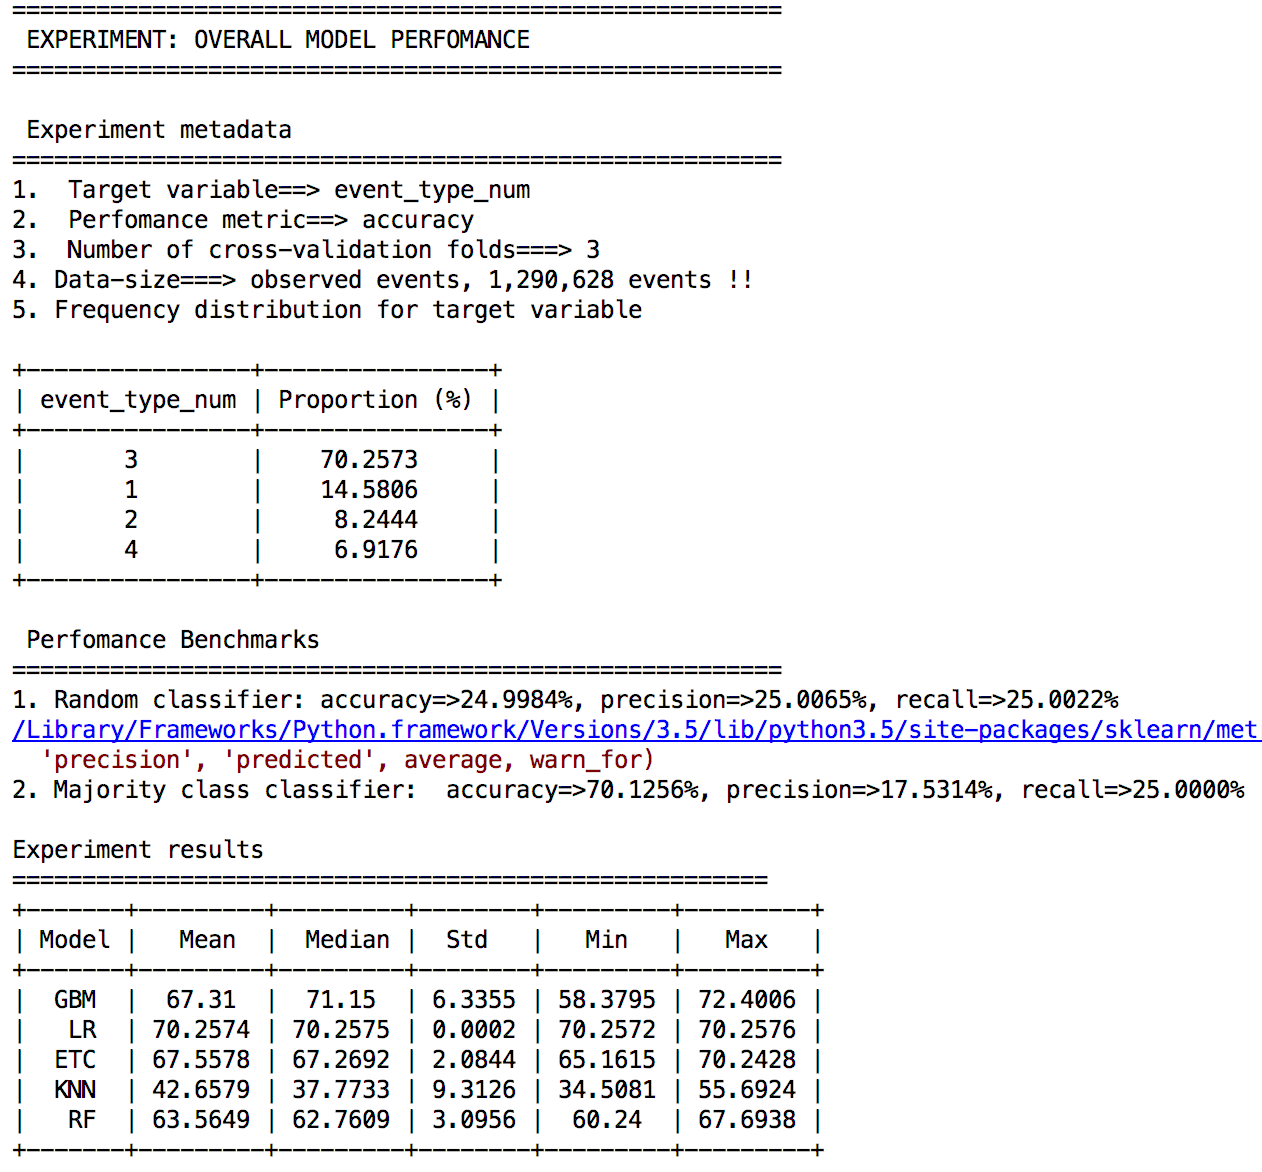 =======================================================
EXPERIMENT: OVERALL MODEL PERFOMANCE
=======================================================
Experiment metadata
=======================================================
1.  Target variable==> event_type_num
2.  Perfomance metric==> accuracy
3.  Number of cross-validation folds===> 3
4. Data-size===> observed events, 1,290,628 events !!
5. Frequency distribution for target variable
+----------------+----------------+
| event_type_num | Proportion (%) |
+----------------+----------------+
|       3        |    70.2573     |
|       1        |    14.5806     |
|       2        |     8.2444     |
|       4        |     6.9176     |
+----------------+----------------+
Perfomance Benchmarks
=======================================================
1. Random classifier: accuracy=>24.9984%, precision=>25.0065%, recall=>25.0022%
/Library/Frameworks/Python.framework/Versions/3.5/lib/python3.5/site-packages/sklearn/met
'precision', 'predicted', average, warn_for)
2. Majority class classifier:  accuracy=>70.1256%, precision=>17.5314%, recall=>25.0000%
Experiment results
======================================================
+-------+---------+---------+--------+---------+---------+
| Model |   Mean  |  Median |  Std   |   Min   |   Max   |
+-------+---------+---------+--------+---------+---------+
|  GBM  |  67.31  |  71.15  | 6.3355 | 58.3795 | 72.4006 |
|   LR  | 70.2574 | 70.2575 | 0.0002 | 70.2572 | 70.2576 |
|  ETC  | 67.5578 | 67.2692 | 2.0844 | 65.1615 | 70.2428 |
|  KNN  | 42.6579 | 37.7733 | 9.3126 | 34.5081 | 55.6924 |
|   RF  | 63.5649 | 62.7609 | 3.0956 |  60.24  | 67.6938 |
+-------+---------+---------+--------+---------+---------+